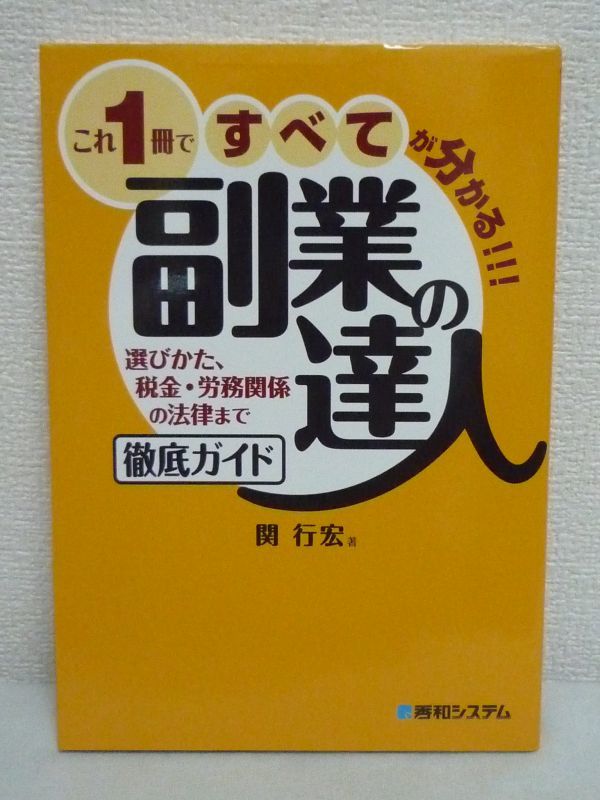 これ1冊ですべてが分かる!!!
副業の達人
選びかた、
税金・労務関係
の法律まで
徹底ガイド
関 行宏 著
秀和システム